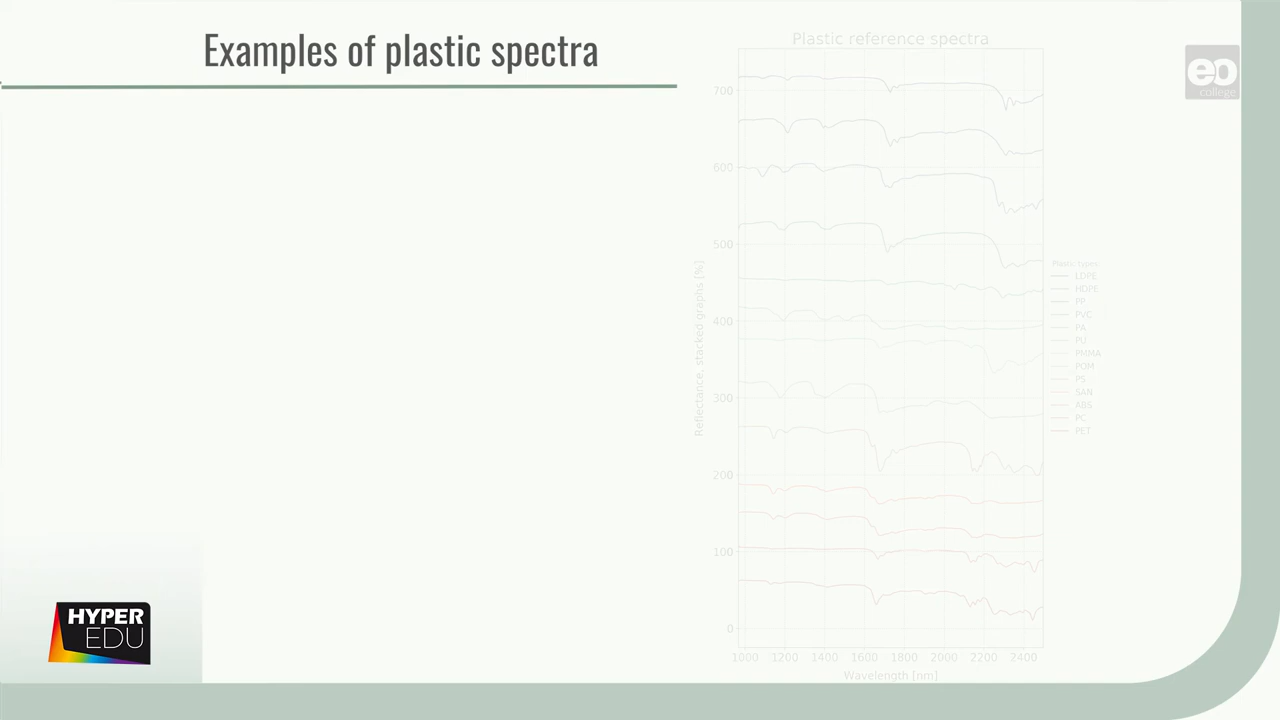 Examples of plastic spectra
Plastic reference spectra
eo
college
700
600
500
400
300
200
100
0
Reflectance, stacked graphs [%]
Plastic types
LDPE
HDPE
PP
PVC
PA
PU
PMMA
POM
PS
SAN
ABS
PC
PET
1000 1200 1400 1600 1800 2000 2200 2400
Wavelength [nm]
HYPER
EDU